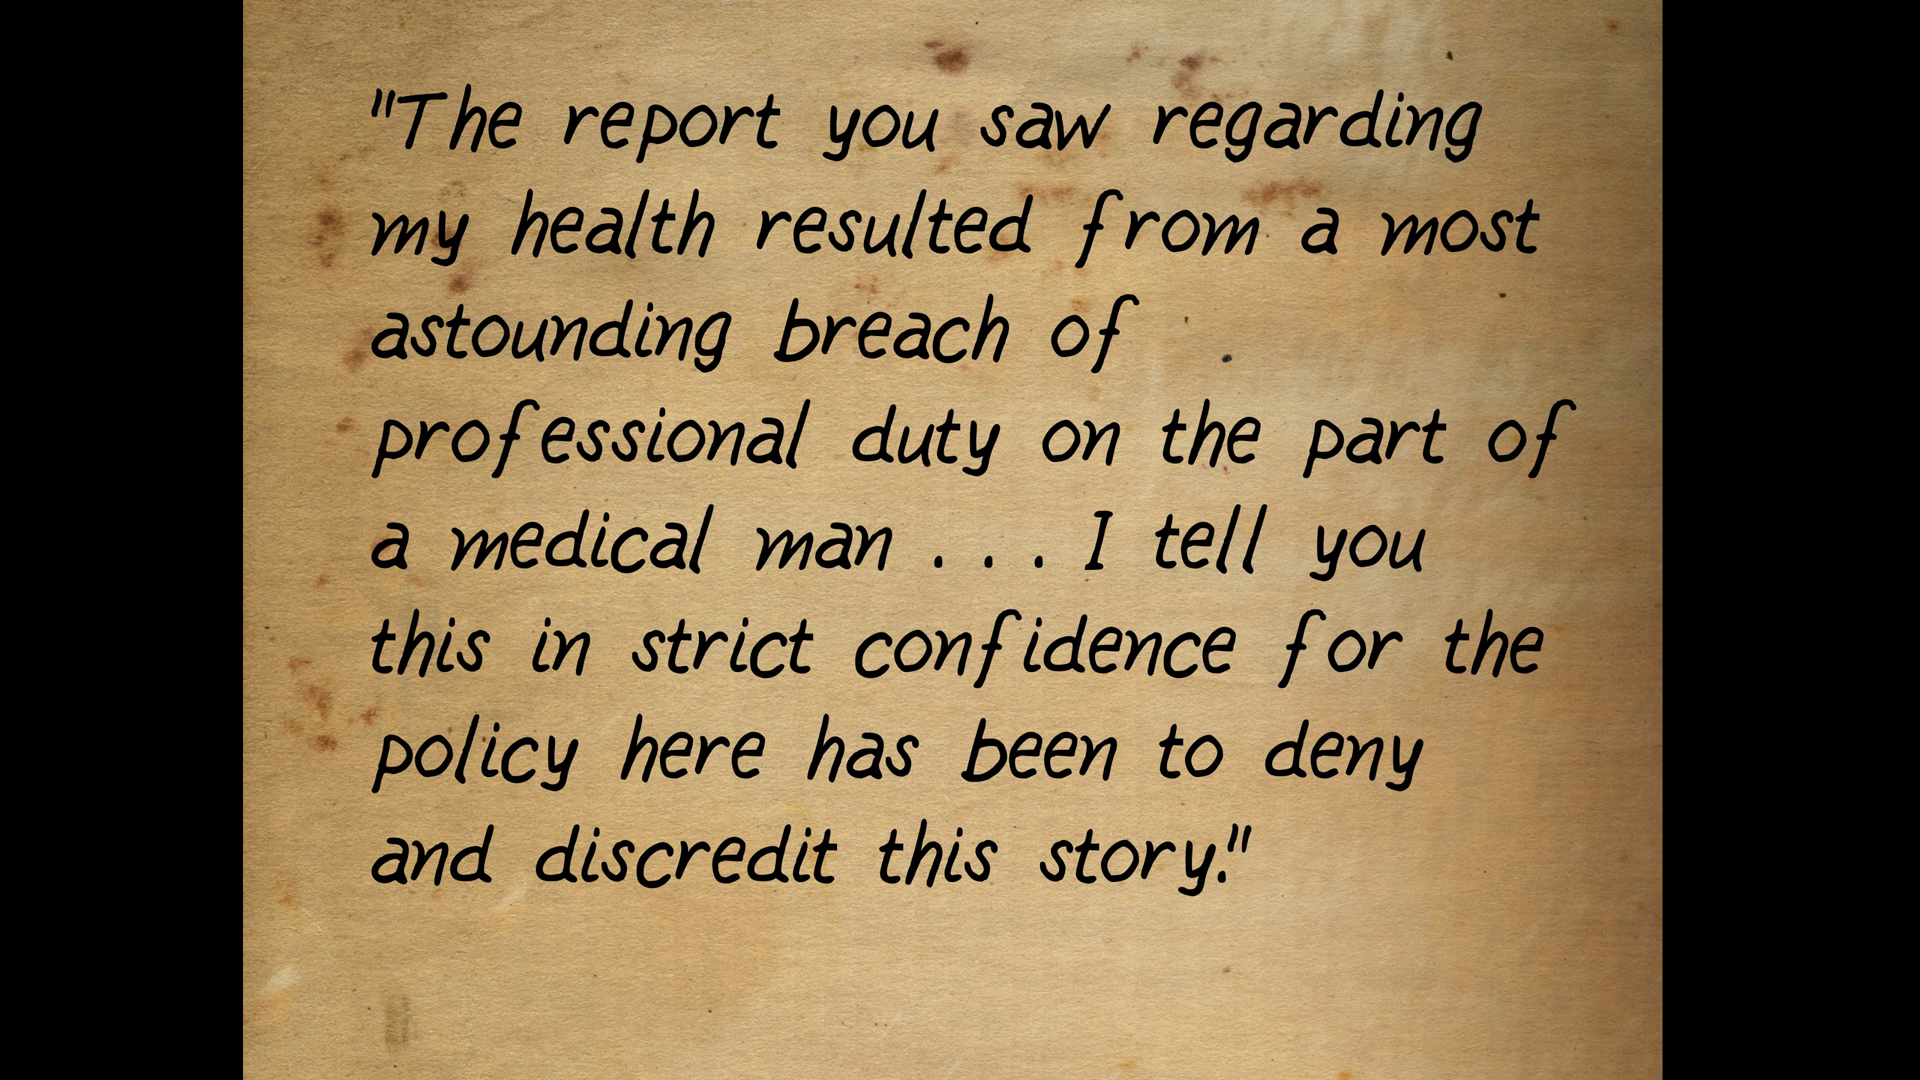 "The report you saw regarding
my health resulted from a most
astounding breach of
professional duty on the part of
a medical man . . . I tell you
this in strict confidence for the
policy here has been to deny
and discredit this story."